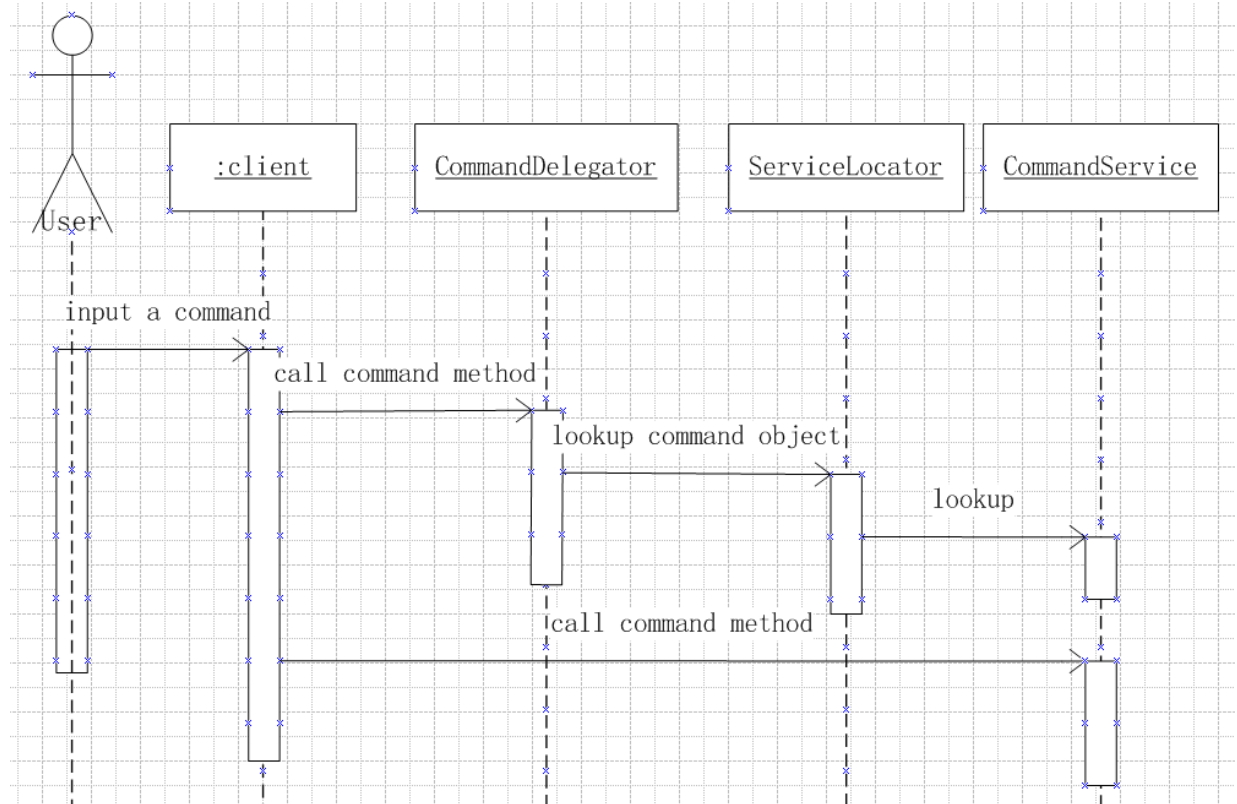 :client
CommandDelegator
ServiceLocator
CommandService
User
input a command
call command method
lookup command object
lookup
call command method